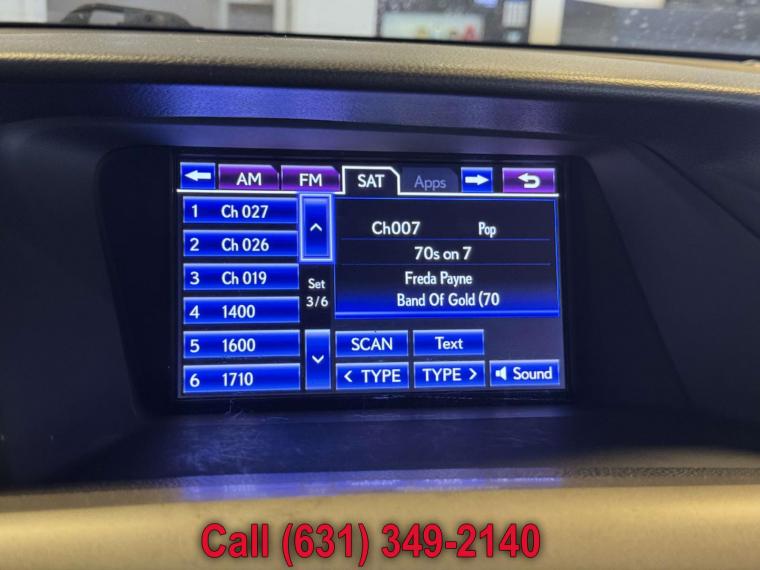 AM FM SAT Apps
1 Ch 027
2 Ch 026
3 Ch 019
4 1400
5 1600
6 1710
Set
3/6
Ch007 Pop
70s on 7
Freda Payne
Band Of Gold (70
SCAN Text
< TYPE TYPE > Sound
Call (631) 349-2140